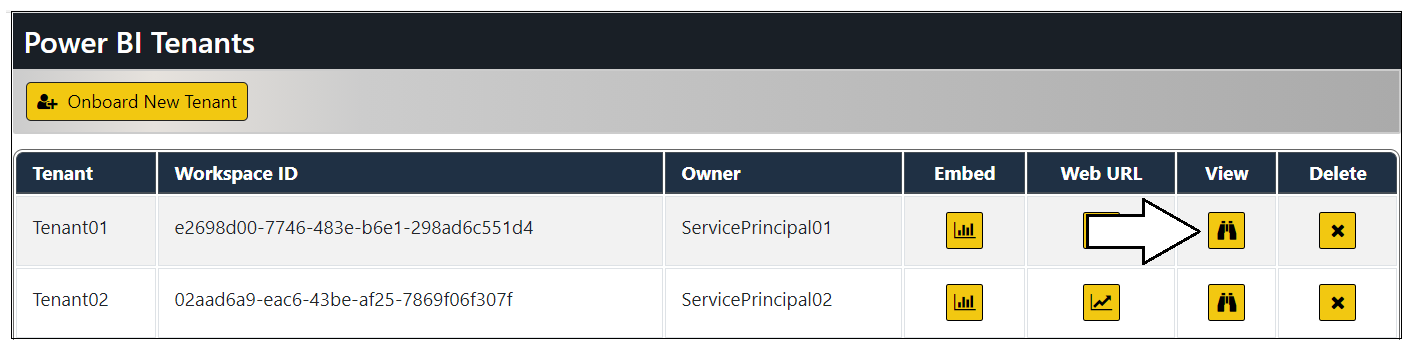 Power BI Tenants
Onboard New Tenant
Tenant Workspace ID Owner Embed Web URL View Delete
Tenant01 e2698d00-7746-483e-b6e1-298ad6c551d4 ServicePrincipal01
Tenant02 02aad6a9-eac6-43be-af25-7869f06f307f ServicePrincipal02